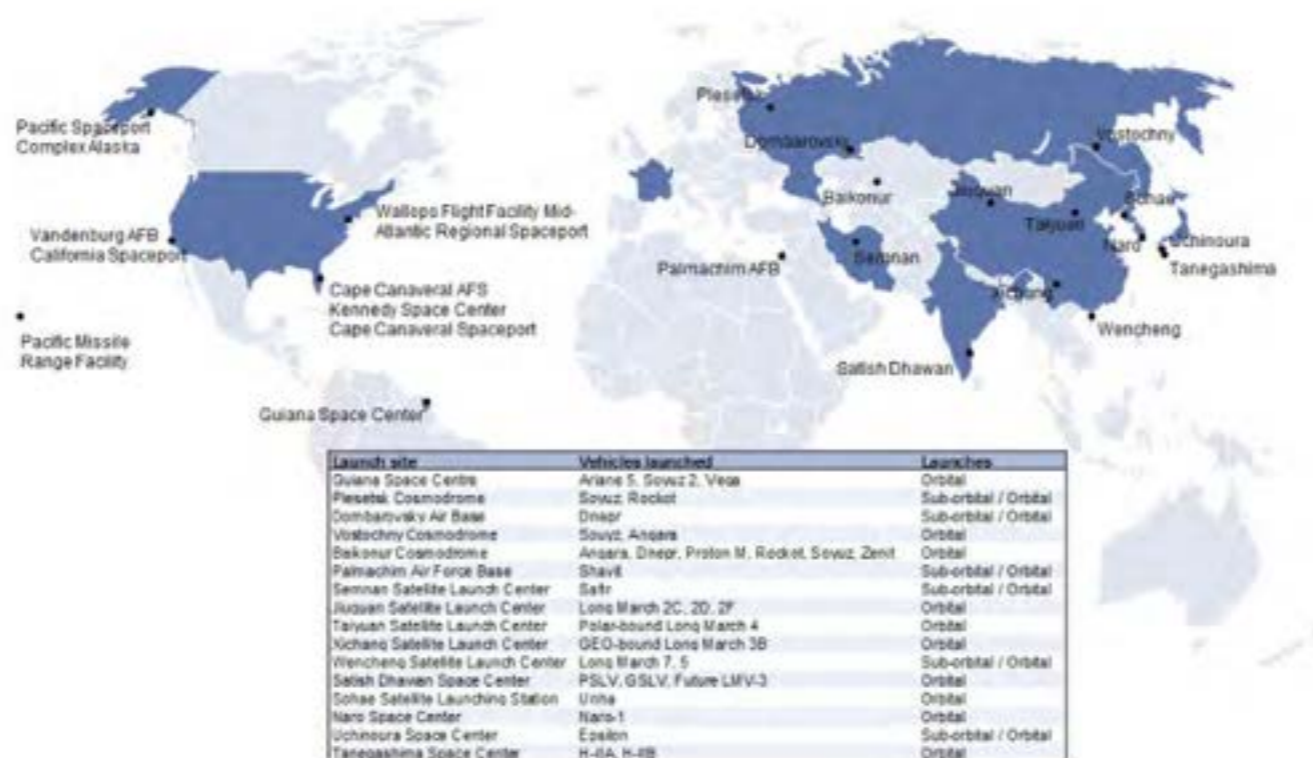 Pacific Spaceport
Complex Alaska
Vandenburg AFB
California Spaceport
Pacific Missile
Range Facility
Wallops Flight Facility Mid-
Atlantic Regional Spaceport
Cape Canaveral AFS
Kennedy Space Center
Cape Canaveral Spaceport
Guiana Space Center
Plesetsk
Dombarovsky
Vostochny
Baikonur
Jiuquan
Taiyuan
Sohae
Naro
Uchinoura
Tanegashima
Semnan
Palmachim AFB
Xichang
Wencheng
Satish Dhawan
Launch site Vehicles launched Launches
Guiana Space Centre Ariane 5, Soyuz 2, Vega Orbital
Plesetsk Cosmodrome Soyuz, Rockot Sub-orbital / Orbital
Dombarovsky Air Base Dnepr Sub-orbital / Orbital
Vostochny Cosmodrome Souyz, Angara Orbital
Baikonur Cosmodrome Angara, Dnepr, Proton M, Rockot, Soyuz, Zenit Orbital
Palmachim Air Force Base Shavit Sub-orbital / Orbital
Semnan Satellite Launch Center Safir Sub-orbital / Orbital
Jiuquan Satellite Launch Center Long March 2C, 2D, 2F Orbital
Taiyuan Satellite Launch Center Polar-bound Long March 4 Orbital
Xichang Satellite Launch Center GEO-bound Long March 3B Orbital
Wencheng Satellite Launch Center Long March 7, 5 Sub-orbital / Orbital
Satish Dhawan Space Center PSLV, GSLV, Future LMV-3 Orbital
Sohae Satellite Launching Station Unha Orbital
Naro Space Center Naro-1 Orbital
Uchinoura Space Center Epsilon Sub-orbital / Orbital
Tanegashima Space Center H-IIA, H-IIB Orbital